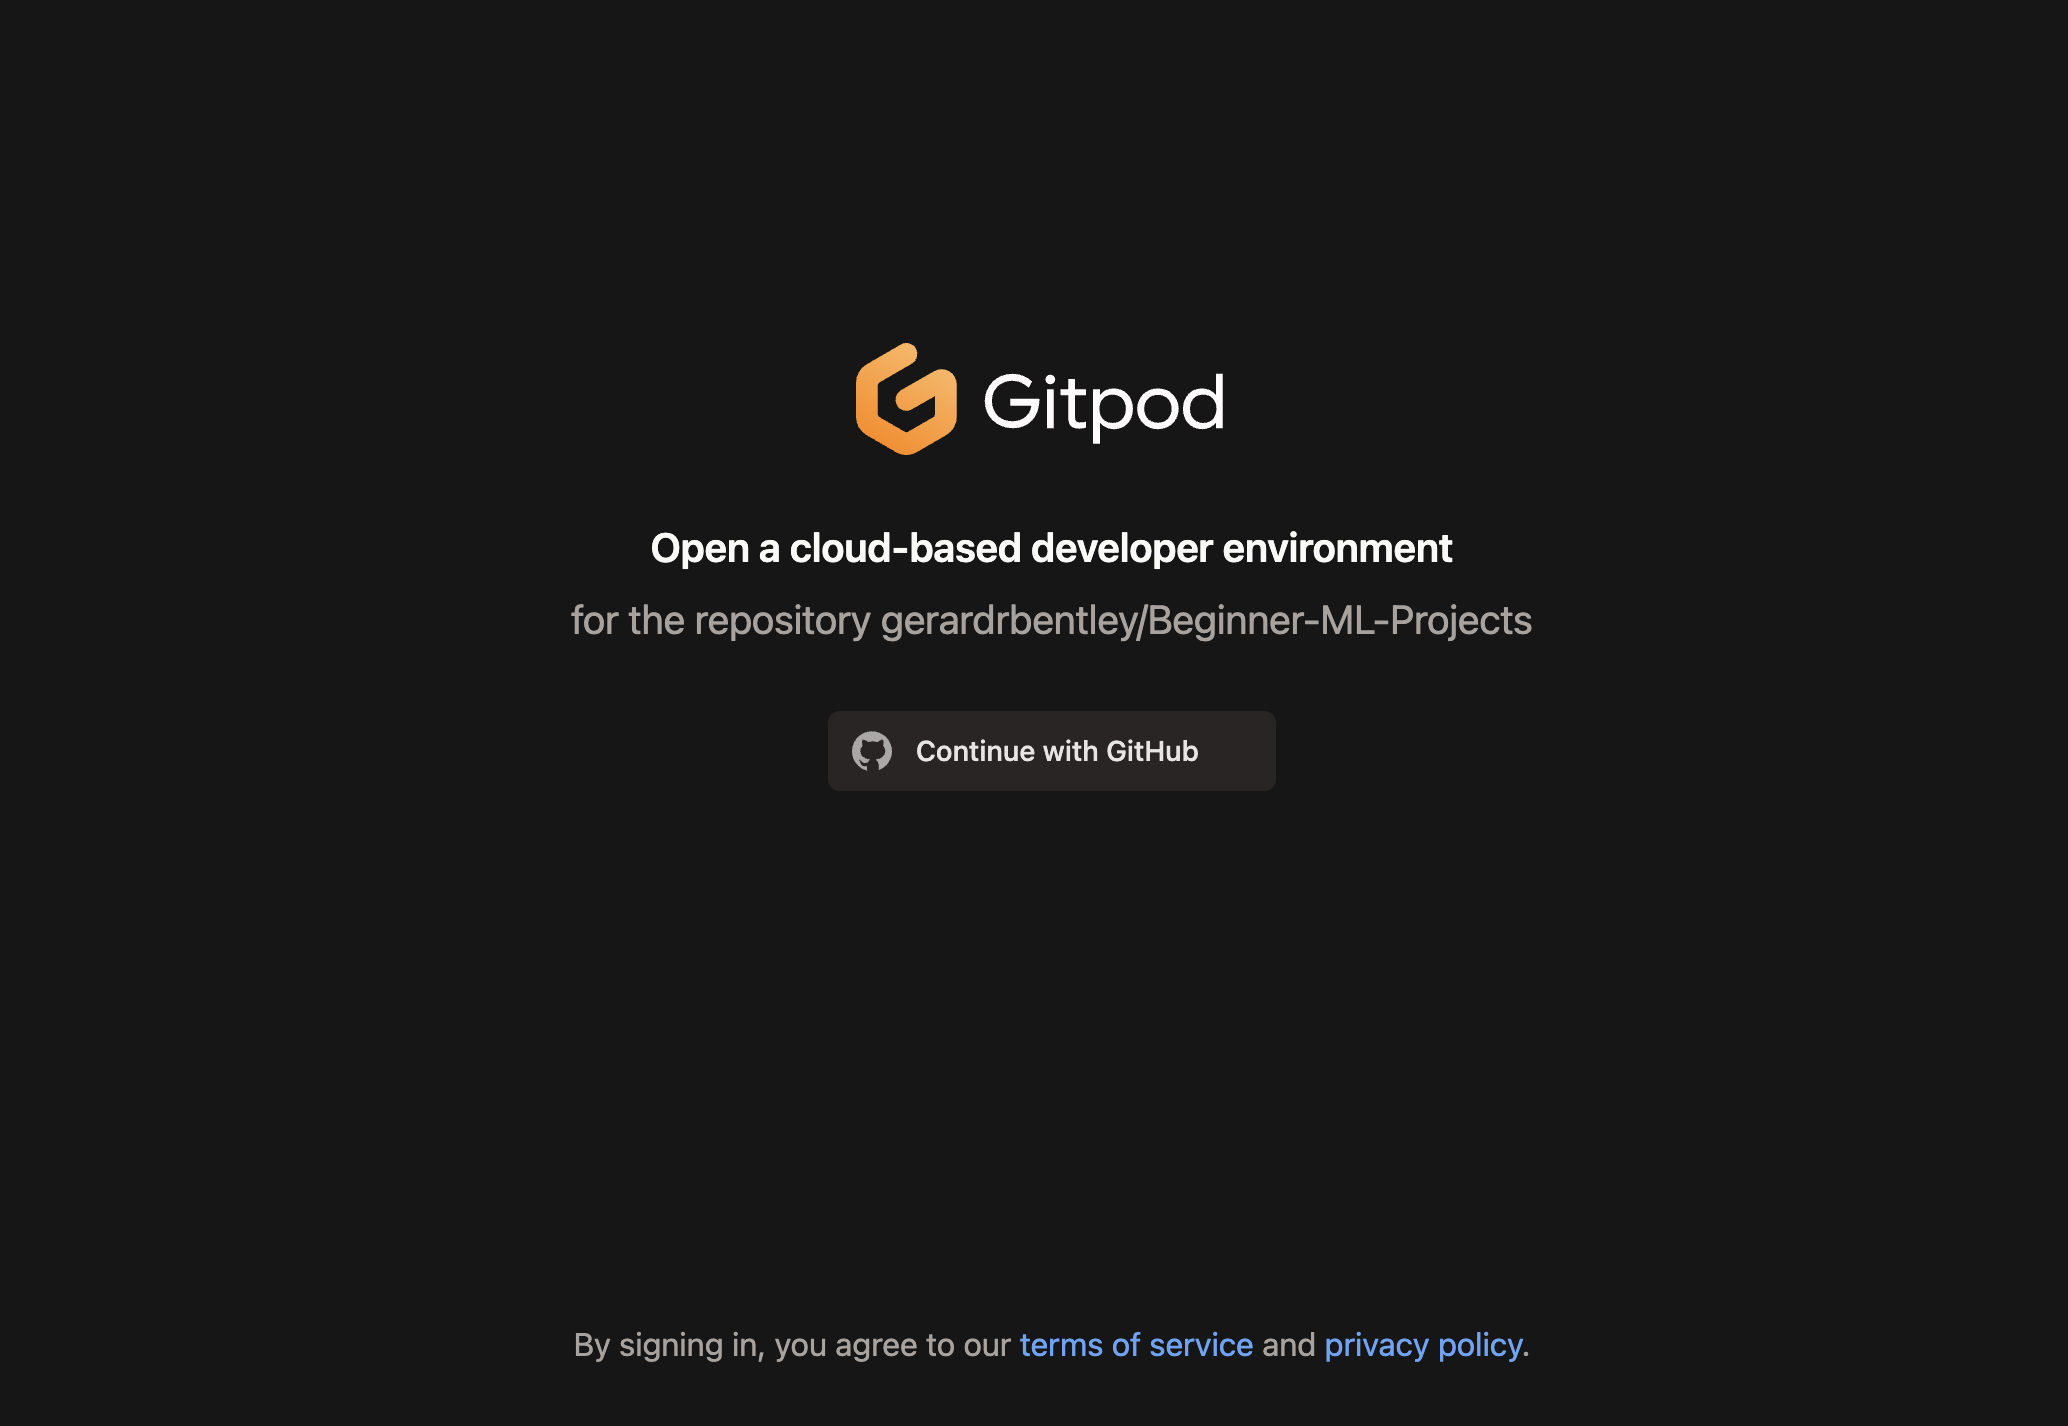 Gitpod
Open a cloud-based developer environment
for the repository gerardrbentley/Beginner-ML-Projects
Continue with GitHub
By signing in, you agree to our terms of service and privacy policy.